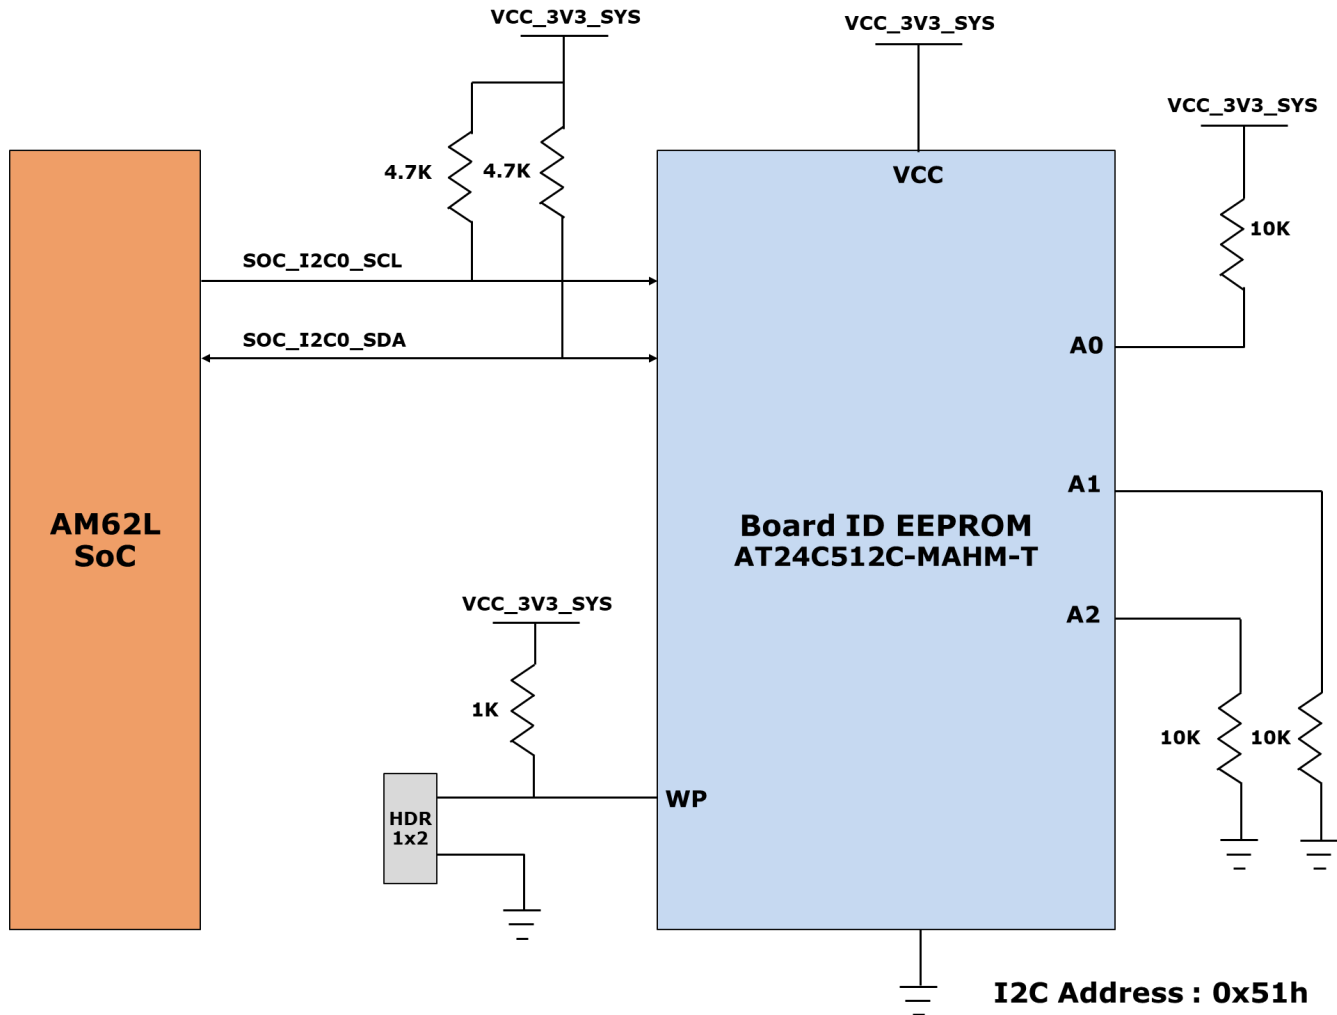 VCC_3V3_SYS
VCC_3V3_SYS
VCC_3V3_SYS
4.7K
4.7K
VCC
10K
SOC_I2C0_SCL
SOC_I2C0_SDA
A0
A1
AM62L
SoC
Board ID EEPROM
AT24C512C-MAHM-T
VCC_3V3_SYS
A2
1K
10K
10K
WP
HDR
1x2
I2C Address : 0x51h